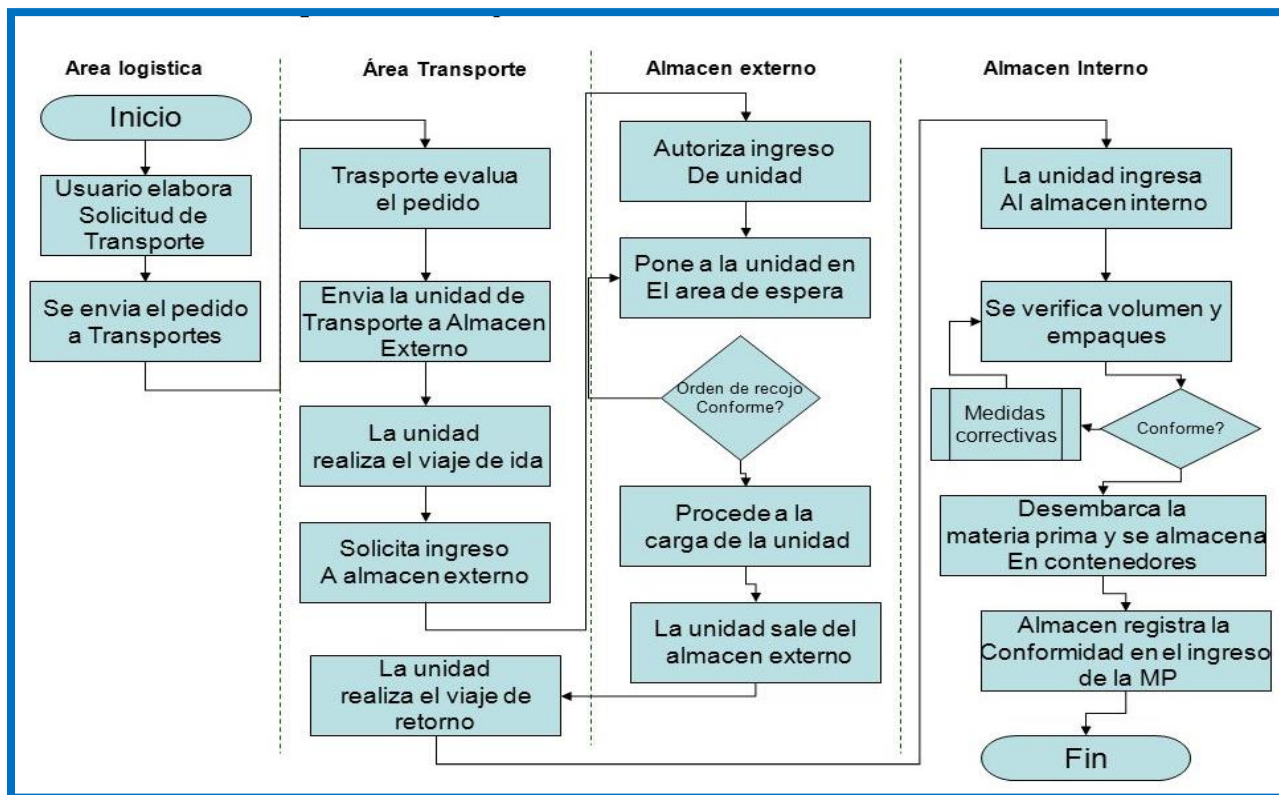 Area logistica
Inicio
Usuario elabora
Solicitud de
Transporte
Se envia el pedido
a Transportes
Área Transporte
Trasporte evalua
el pedido
Envia la unidad de
Transporte a Almacen
Externo
La unidad
realiza el viaje de ida
Solicita ingreso
A almacen externo
La unidad
realiza el viaje de
retorno
Almacen externo
Autoriza ingreso
De unidad
Pone a la unidad en
El area de espera
Orden de recojo
Conforme?
Procede a la
carga de la unidad
La unidad sale del
almacen externo
Almacen Interno
La unidad ingresa
Al almacen interno
Se verifica volumen y
empaques
Medidas
correctivas
Conforme?
Desembarca la
materia prima y se almacena
En contenedores
Almacen registra la
Conformidad en el ingreso
de la MP
Fin